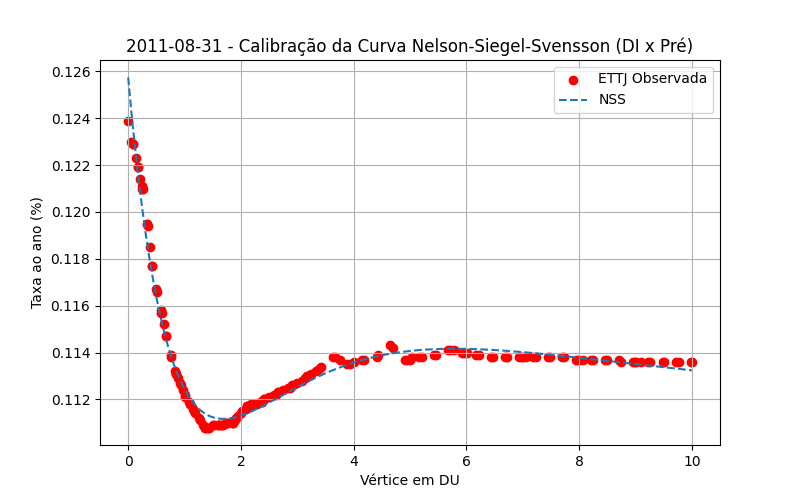 2011-08-31 - Calibração da Curva Nelson-Siegel-Svensson (DI x Pré)
ETTJ Observada
NSS
Taxa ao ano (%)
0.126
0.124
0.122
0.120
0.118
0.116
0.114
0.112
0 2 4 6 8 10
Vértice em DU